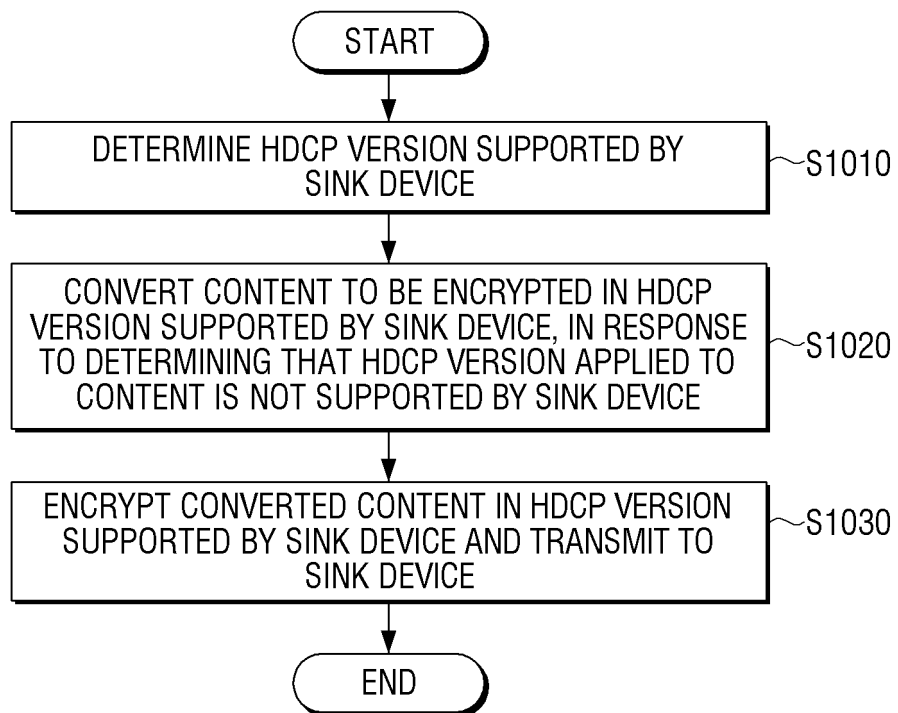 START
DETERMINE HDCP VERSION SUPPORTED BY
SINK DEVICE
S1010
CONVERT CONTENT TO BE ENCRYPTED IN HDCP
VERSION SUPPORTED BY SINK DEVICE, IN RESPONSE
TO DETERMINING THAT HDCP VERSION APPLIED TO
CONTENT IS NOT SUPPORTED BY SINK DEVICE
S1020
ENCRYPT CONVERTED CONTENT IN HDCP VERSION
SUPPORTED BY SINK DEVICE AND TRANSMIT TO
SINK DEVICE
S1030
END